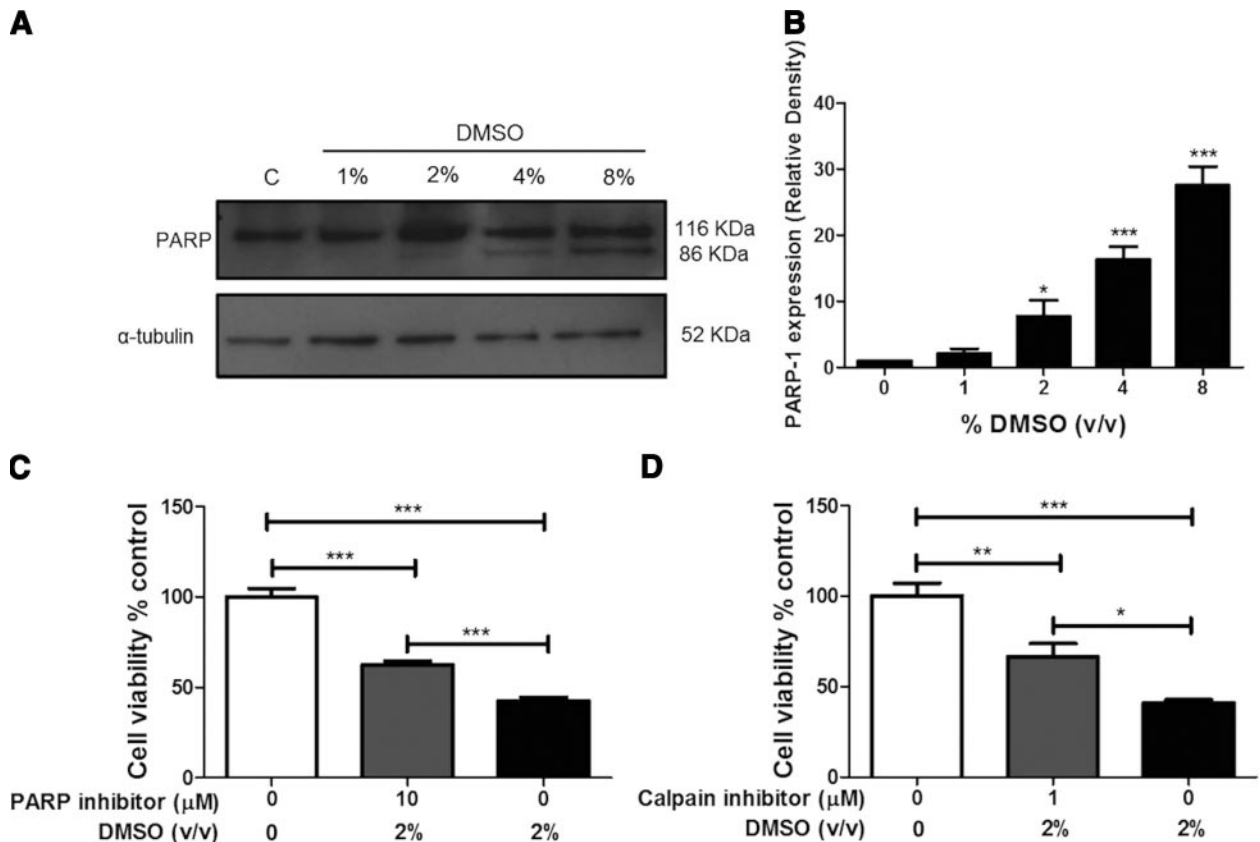 A
DMSO
C 1% 2% 4% 8%
PARP
116 KDa
86 KDa
α-tubulin
52 KDa
B
PARP-1 expression (Relative Density)
40
30
20
10
0
*
***
***
0 1 2 4 8
% DMSO (v/v)
C
Cell viability % control
150
100
50
0
***
***
***
PARP inhibitor (µM) 0 10 0
DMSO (v/v) 0 2% 2%
D
Cell viability % control
150
100
50
0
***
**
*
Calpain inhibitor (µM) 0 1 0
DMSO (v/v) 0 2% 2%